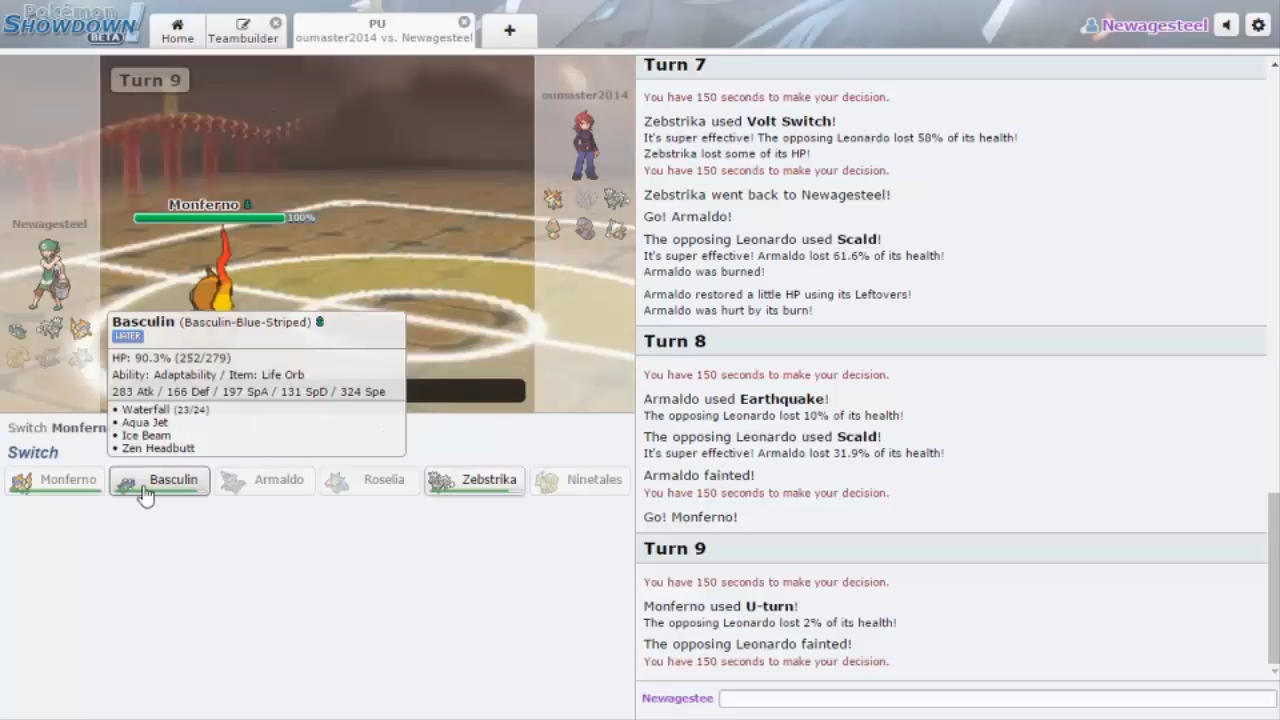 Pokémon
SHOWDOWN
BETA
Home
Teambuilder
PU
oumaster2014 vs. Newagesteel
+
Newagesteel
Turn 9
oumaster2014
Monferno
100%
Newagesteel
Basculin (Basculin-Blue-Striped)
WATER
HP: 90.3% (252/279)
Ability: Adaptability / Item: Life Orb
283 Atk / 166 Def / 197 SpA / 131 SpD / 324 Spe
• Waterfall (23/24)
• Aqua Jet
• Ice Beam
• Zen Headbutt
Switch Monfern
Switch
Monferno
Basculin
Armaldo
Roselia
Zebstrika
Ninetales
Turn 7
You have 150 seconds to make your decision.
Zebstrika used Volt Switch!
It's super effective! The opposing Leonardo lost 58% of its health!
Zebstrika lost some of its HP!
You have 150 seconds to make your decision.
Zebstrika went back to Newagesteel!
Go! Armaldo!
The opposing Leonardo used Scald!
It's super effective! Armaldo lost 61.6% of its health!
Armaldo was burned!
Armaldo restored a little HP using its Leftovers!
Armaldo was hurt by its burn!
Turn 8
You have 150 seconds to make your decision.
Armaldo used Earthquake!
The opposing Leonardo lost 10% of its health!
The opposing Leonardo used Scald!
It's super effective! Armaldo lost 31.9% of its health!
Armaldo fainted!
You have 150 seconds to make your decision.
Go! Monferno!
Turn 9
You have 150 seconds to make your decision.
Monferno used U-turn!
The opposing Leonardo lost 2% of its health!
The opposing Leonardo fainted!
You have 150 seconds to make your decision.
Newagestee